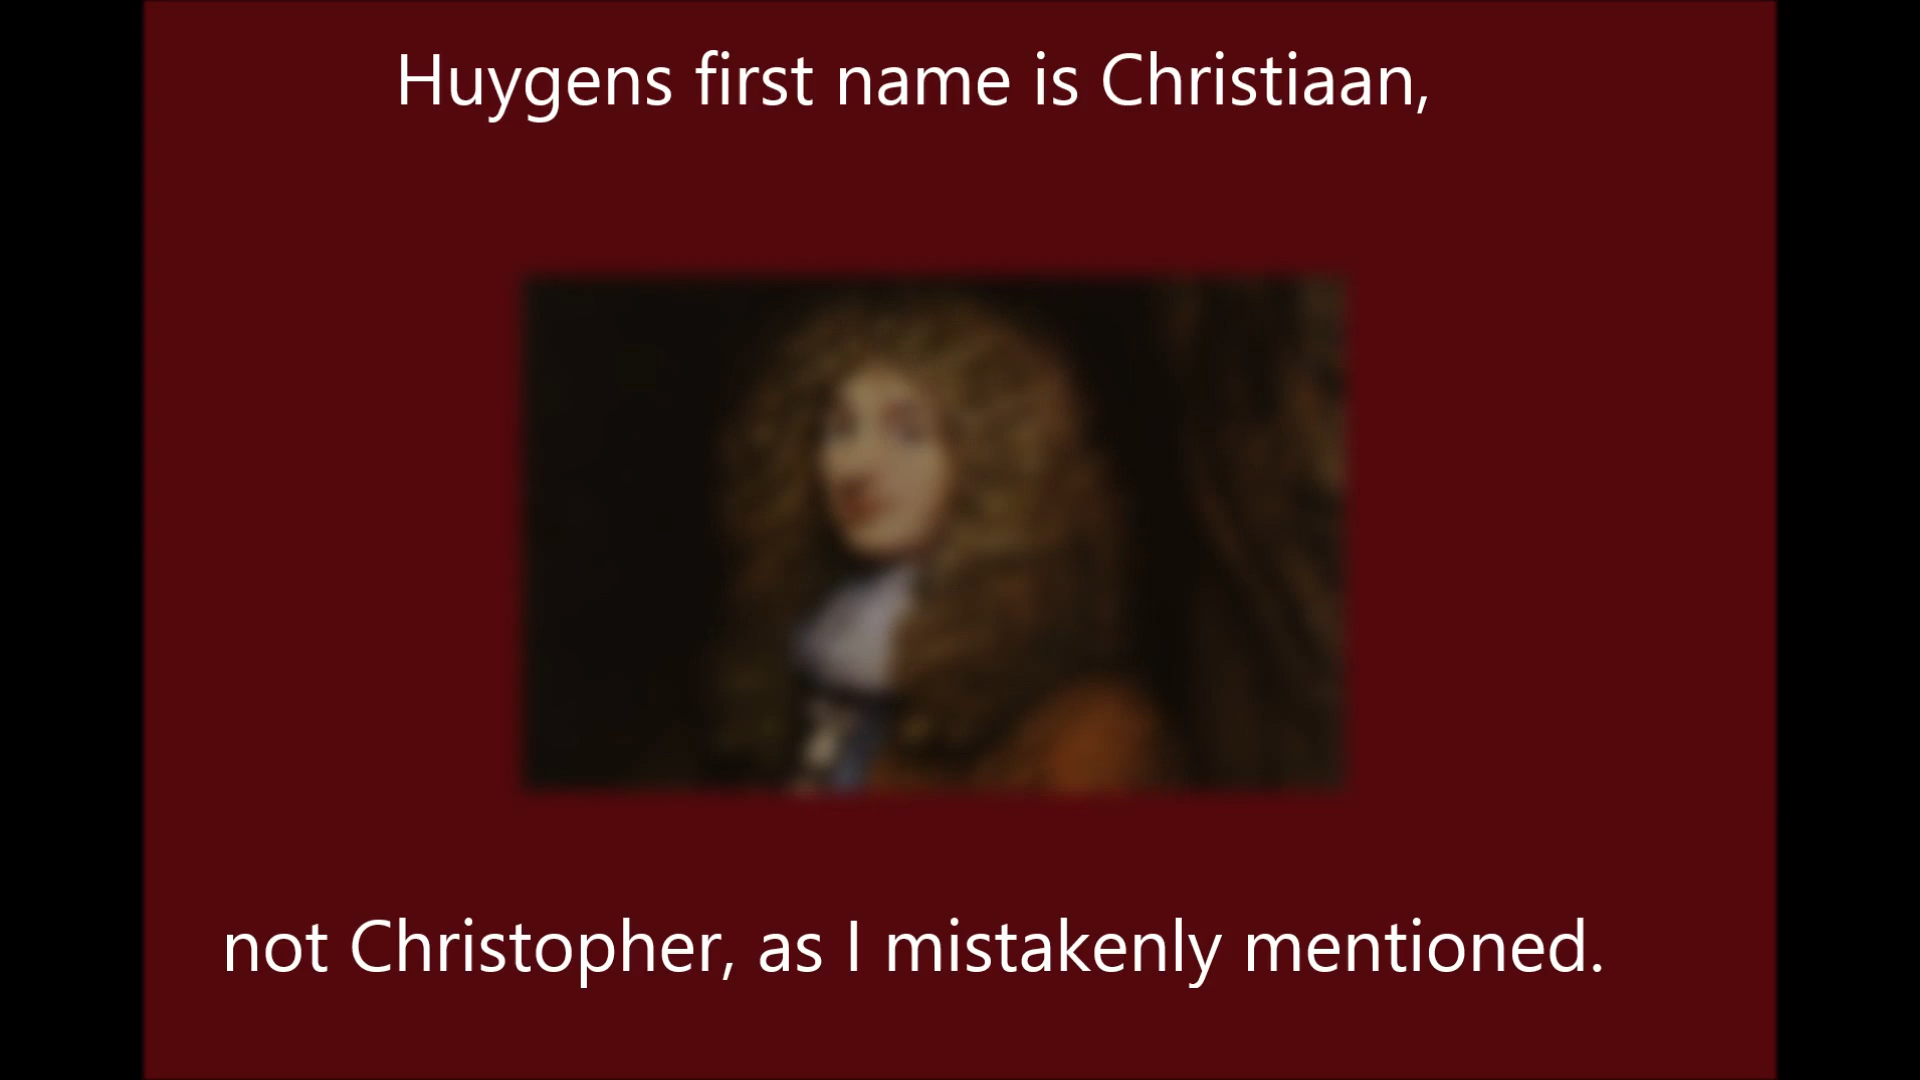 Huygens first name is Christiaan,
not Christopher, as I mistakenly mentioned.